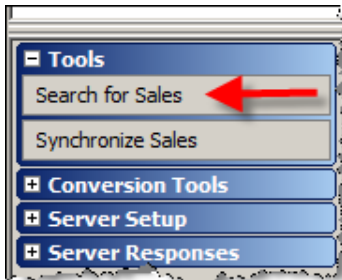 Tools
Search for Sales
Synchronize Sales
Conversion Tools
Server Setup
Server Responses